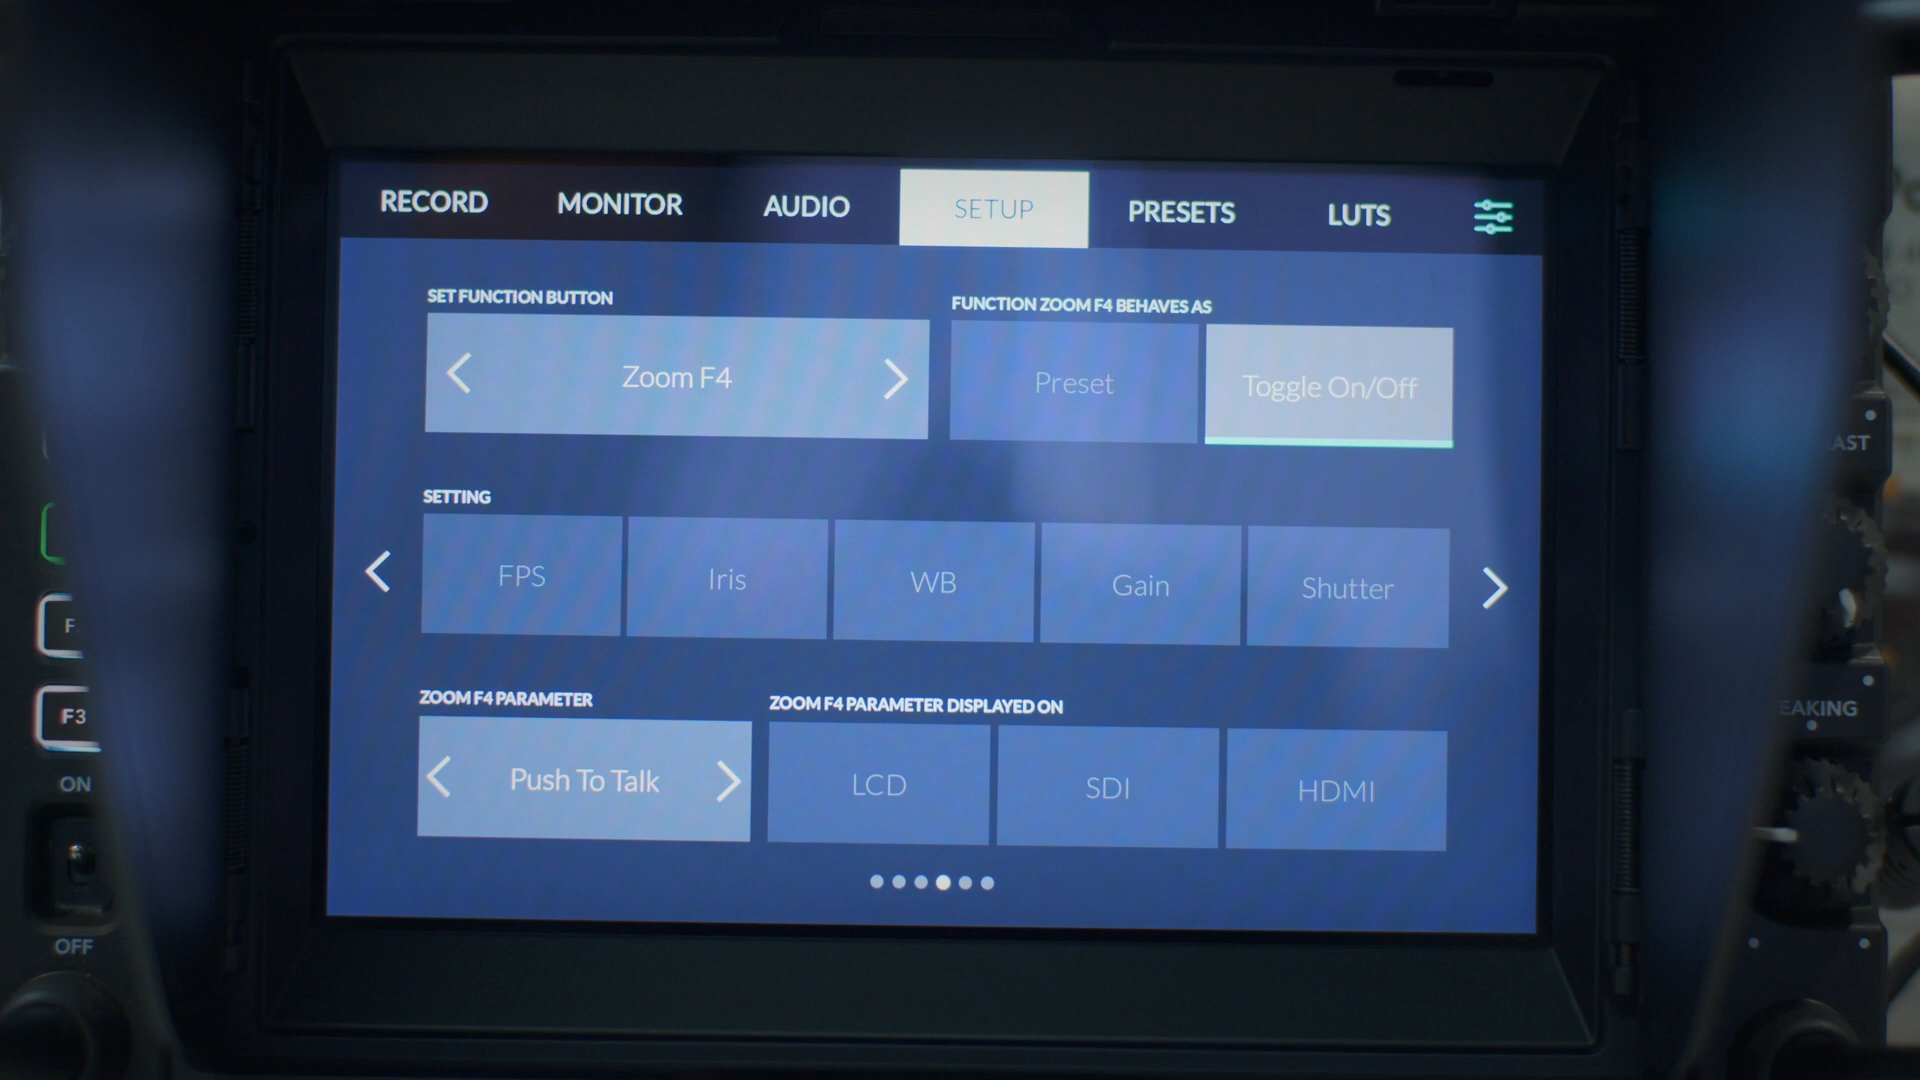 RECORD MONITOR AUDIO SETUP PRESETS LUTS
SET FUNCTION BUTTON
FUNCTION ZOOM F4 BEHAVES AS
Zoom F4
Preset
Toggle On/Off
SETTING
FPS
Iris
WB
Gain
Shutter
ZOOM F4 PARAMETER
ZOOM F4 PARAMETER DISPLAYED ON
Push To Talk
LCD
SDI
HDMI
F3
ON
OFF
AST
EAKING